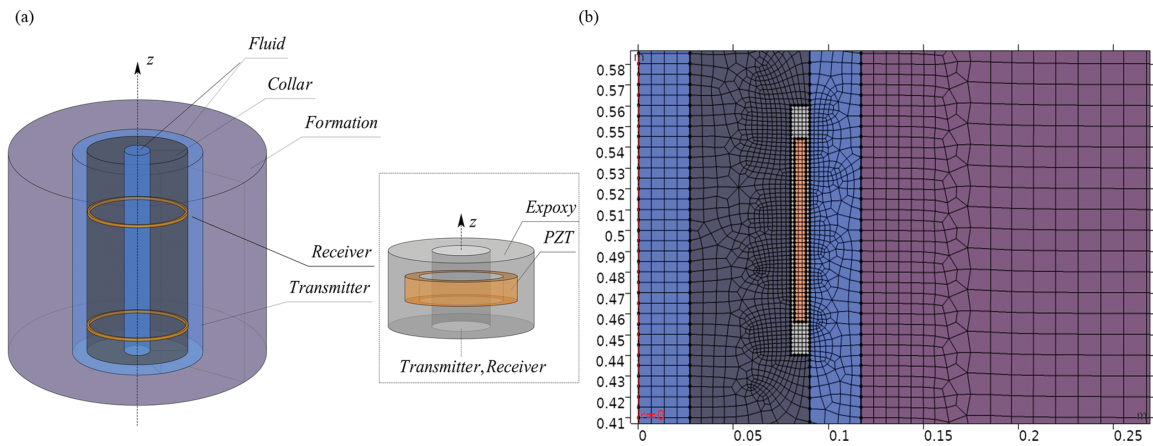 (a)
z
Fluid
Collar
Formation
Receiver
Transmitter
z
Expoxy
PZT
Transmitter,Receiver
(b)
m
0.58
0.57
0.56
0.55
0.54
0.53
0.52
0.51
0.5
0.49
0.48
0.47
0.46
0.45
0.44
0.43
0.42
0.41
r=0
m
0
0.05
0.1
0.15
0.2
0.25